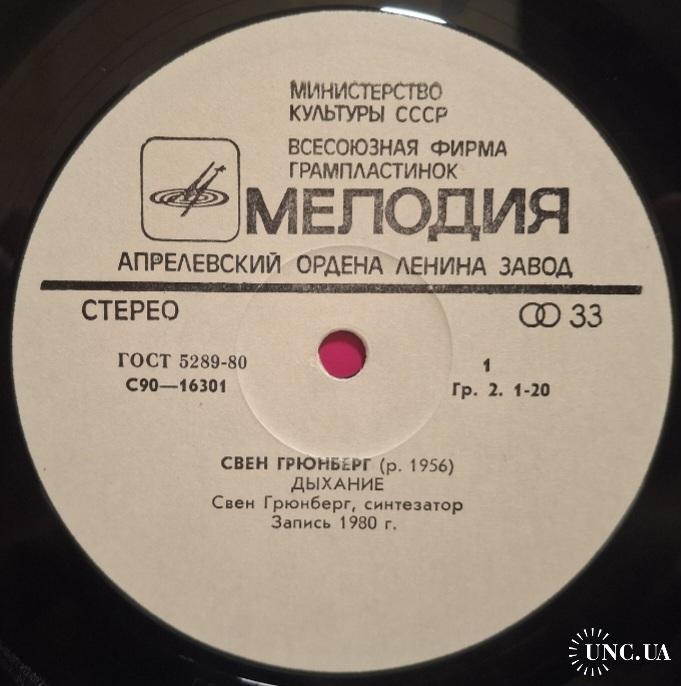 МИНИСТЕРСТВО
КУЛЬТУРЫ СССР
ВСЕСОЮЗНАЯ ФИРМА
ГРАМПЛАСТИНОК
МЕЛОДИЯ
АПРЕЛЕВСКИЙ ОРДЕНА ЛЕНИНА ЗАВОД
СТЕРЕО 33
ГОСТ 5289-80 1
С90—16301 Гр. 2. 1-20
СВЕН ГРЮНБЕРГ (р. 1956)
ДЫХАНИЕ
Свен Грюнберг, синтезатор
Запись 1980 г.
UNC.UA